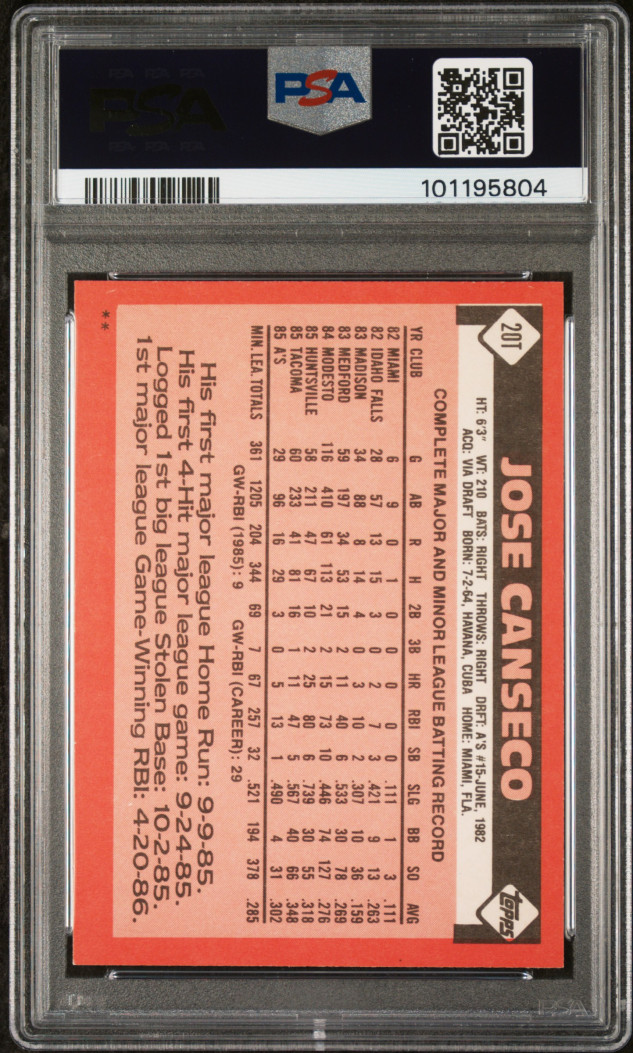 PSA
PSA
101195804
20T
JOSE CANSECO
topps
HT: 6'3" WT: 210 BATS: RIGHT THROWS: RIGHT DRFT: A'S #15-JUNE, 1982
ACQ: VIA DRAFT BORN: 7-2-64, HAVANA, CUBA HOME: MIAMI, FLA.
COMPLETE MAJOR AND MINOR LEAGUE BATTING RECORD
YR CLUB G AB R H 2B 3B HR RBI SB SLG BB SO AVG
82 MIAMI 6 9 0 1 0 0 0 0 0 .111 1 3 .111
82 IDAHO FALLS 28 57 13 15 3 0 2 7 3 .421 9 13 .263
83 MADISON 34 88 8 14 4 0 3 10 2 .307 10 36 .159
83 MEDFORD 59 197 34 53 15 2 11 40 6 .533 30 78 .269
84 MODESTO 116 410 61 113 21 2 15 73 10 .446 74 127 .276
85 HUNTSVILLE 58 211 47 67 10 2 25 80 6 .739 30 55 .318
85 TACOMA 60 233 41 81 16 1 11 47 5 .567 40 66 .348
85 A'S 29 96 16 29 3 0 5 13 1 .490 4 31 .302
MIN. LEA. TOTALS 361 1205 204 344 69 7 67 257 32 .521 194 378 .285
GW-RBI (1985): 9 GW-RBI (CAREER): 29
His first major league Home Run: 9-9-85.
His first 4-Hit major league game: 9-24-85.
Logged 1st big league Stolen Base: 10-2-85.
1st major league Game-Winning RBI: 4-20-86.
**